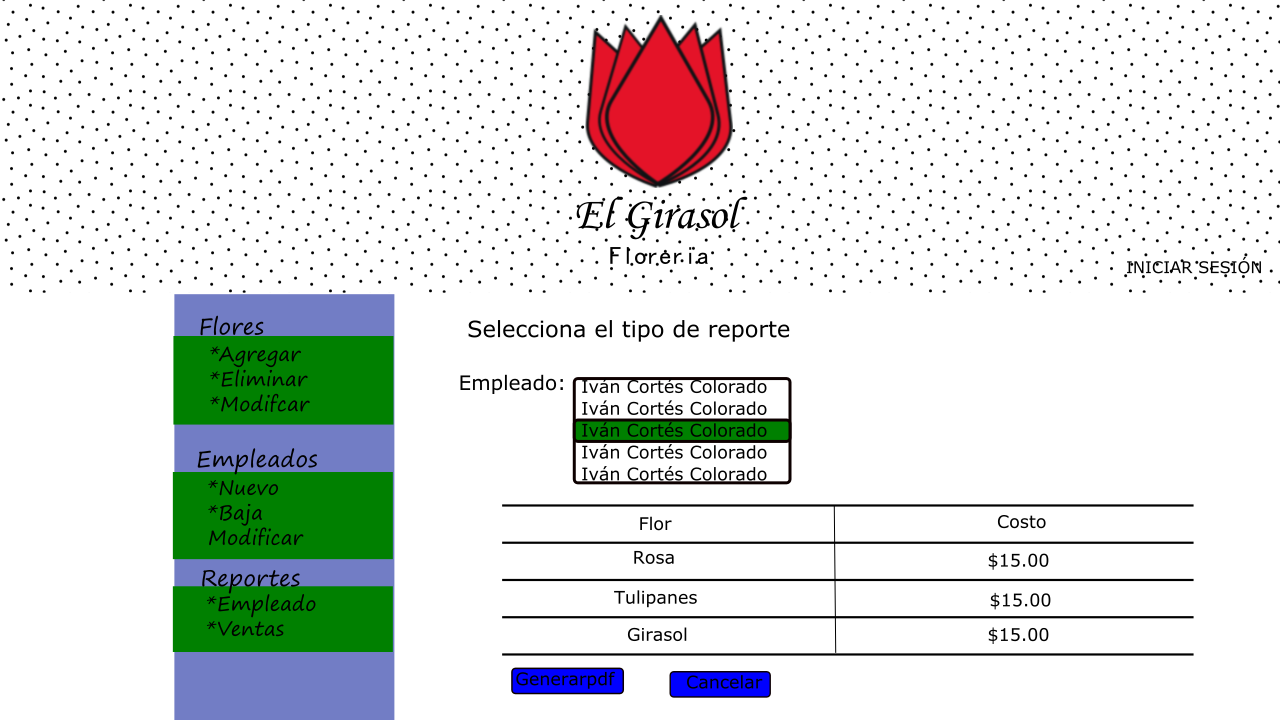 El Girasol
Florería
INICIAR SESIÓN
Flores
*Agregar
*Eliminar
*Modifcar
Empleados
*Nuevo
*Baja
Modificar
Reportes
*Empleado
*Ventas
Selecciona el tipo de reporte
Empleado:
Iván Cortés Colorado
Iván Cortés Colorado
Iván Cortés Colorado
Iván Cortés Colorado
Iván Cortés Colorado
Flor Costo
Rosa $15.00
Tulipanes $15.00
Girasol $15.00
Generarpdf Cancelar